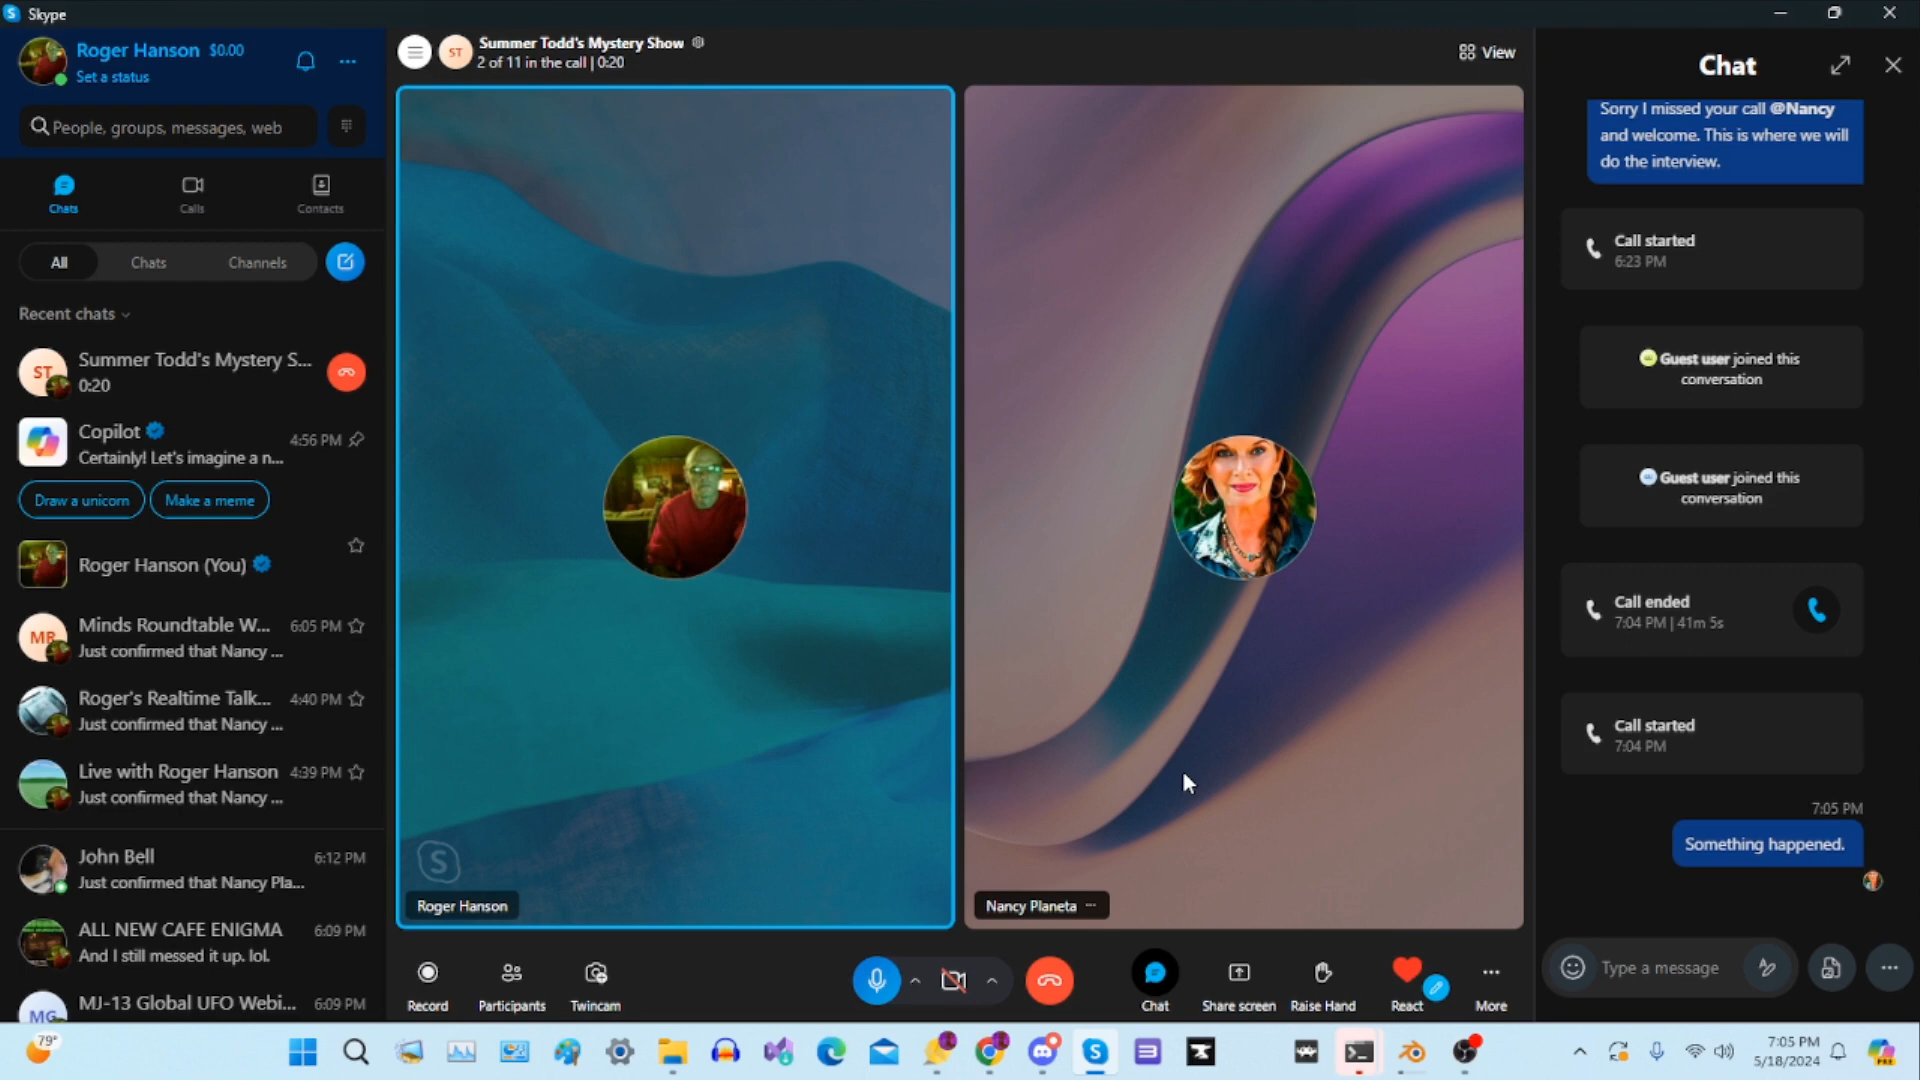 Skype
Roger Hanson $0.00
Set a status
People, groups, messages, web
Chats
Calls
Contacts
All
Chats
Channels
Recent chats
ST
Summer Todd's Mystery S...
0:20
Copilot
4:56 PM
Certainly! Let's imagine a n...
Draw a unicorn
Make a meme
Roger Hanson (You)
MR
Minds Roundtable W...
6:05 PM
Just confirmed that Nancy ...
Roger's Realtime Talk...
4:40 PM
Just confirmed that Nancy ...
Live with Roger Hanson
4:39 PM
Just confirmed that Nancy ...
John Bell
6:12 PM
Just confirmed that Nancy Pla...
ALL NEW CAFE ENIGMA
6:09 PM
And I still messed it up. lol.
MG
MJ-13 Global UFO Webi...
6:09 PM
ST
Summer Todd's Mystery Show
2 of 11 in the call | 0:20
View
S
Roger Hanson
Nancy Planeta
Record
Participants
Twincam
Chat
Share screen
Raise Hand
React
More
Chat
Sorry I missed your call @Nancy
and welcome. This is where we will
do the interview.
Call started
6:23 PM
Guest user joined this
conversation
Guest user joined this
conversation
Call ended
7:04 PM | 41m 5s
Call started
7:04 PM
7:05 PM
Something happened.
Type a message
79°
7:05 PM
5/18/2024
PRE